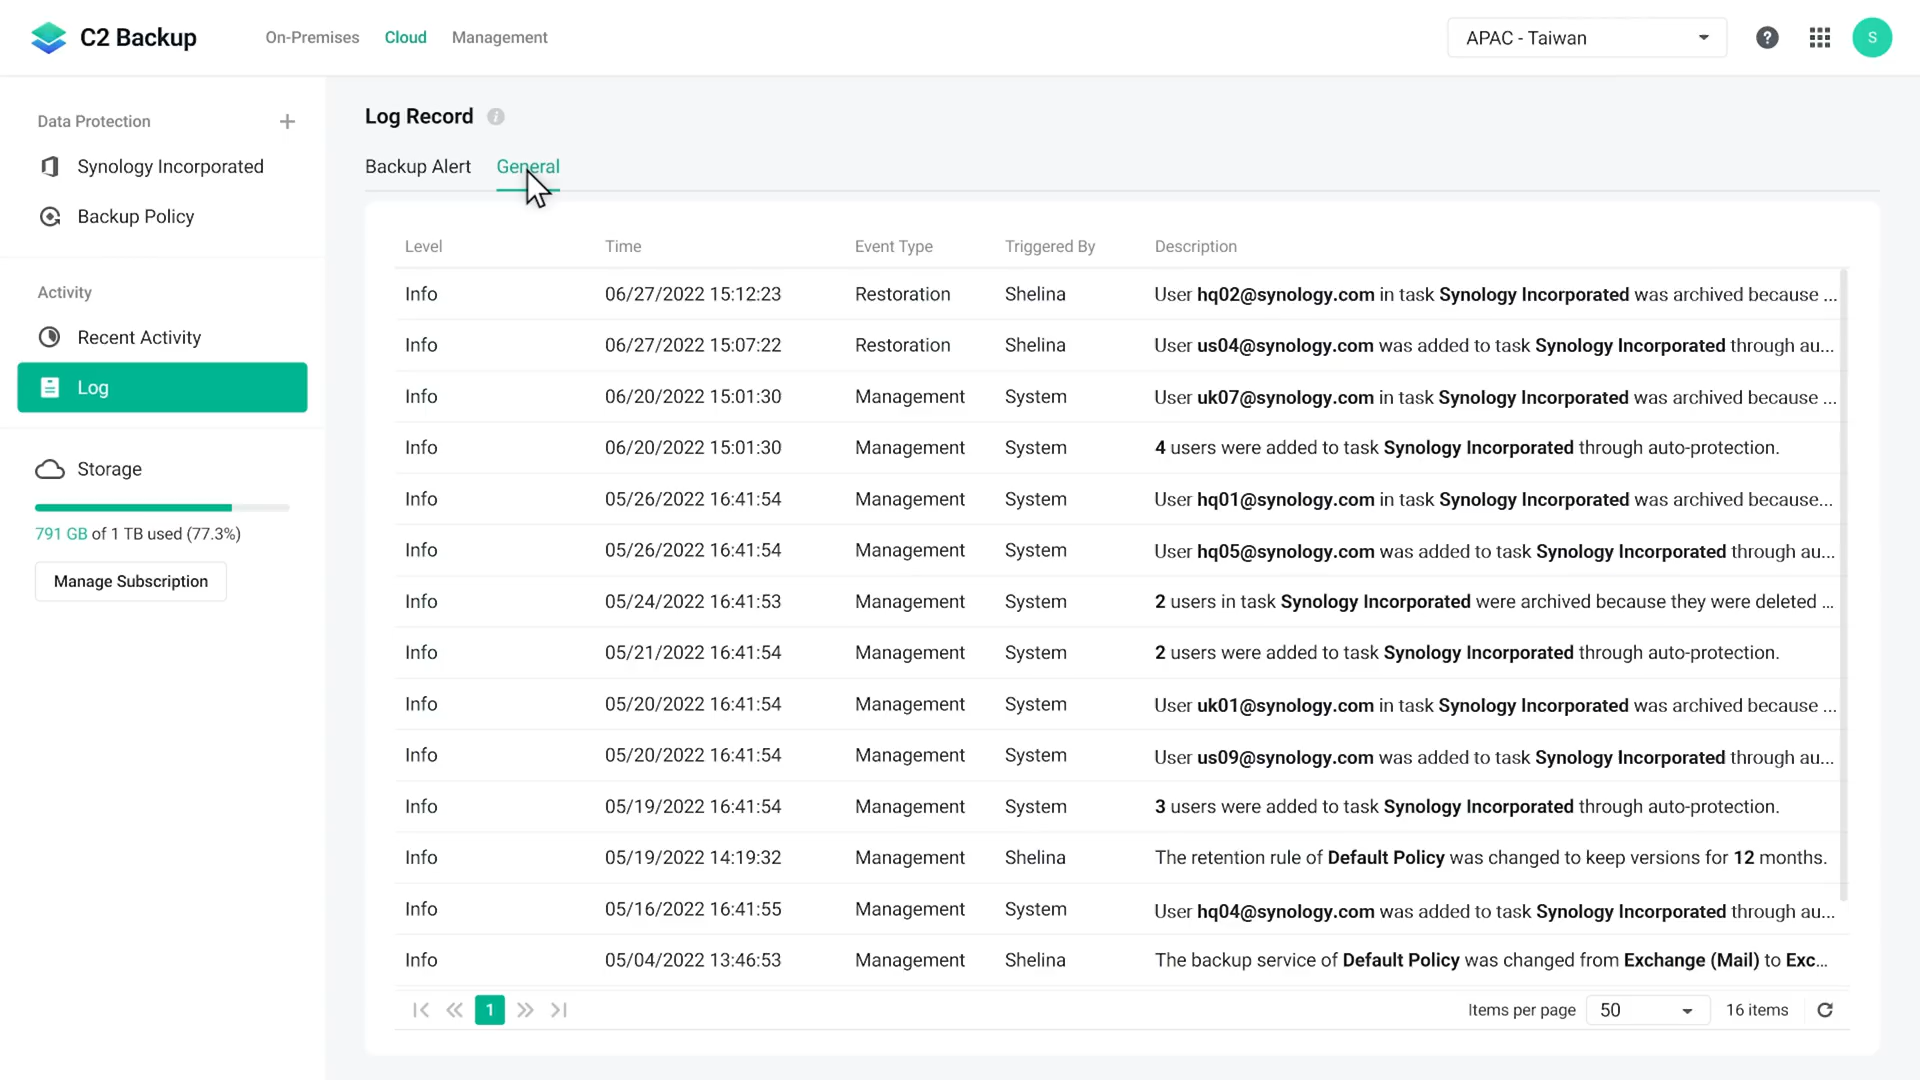 C2 Backup
On-Premises
Cloud
Management
APAC - Taiwan
?
S
Data Protection
Synology Incorporated
Backup Policy
Activity
Recent Activity
Log
Storage
791 GB of 1 TB used (77.3%)
Manage Subscription
Log Record
Backup Alert
General
Level Time Event Type Triggered By Description
Info 06/27/2022 15:12:23 Restoration Shelina User hq02@synology.com in task Synology Incorporated was archived because ...
Info 06/27/2022 15:07:22 Restoration Shelina User us04@synology.com was added to task Synology Incorporated through au...
Info 06/20/2022 15:01:30 Management System User uk07@synology.com in task Synology Incorporated was archived because ...
Info 06/20/2022 15:01:30 Management System 4 users were added to task Synology Incorporated through auto-protection.
Info 05/26/2022 16:41:54 Management System User hq01@synology.com in task Synology Incorporated was archived because...
Info 05/26/2022 16:41:54 Management System User hq05@synology.com was added to task Synology Incorporated through au...
Info 05/24/2022 16:41:53 Management System 2 users in task Synology Incorporated were archived because they were deleted ...
Info 05/21/2022 16:41:54 Management System 2 users were added to task Synology Incorporated through auto-protection.
Info 05/20/2022 16:41:54 Management System User uk01@synology.com in task Synology Incorporated was archived because ...
Info 05/20/2022 16:41:54 Management System User us09@synology.com was added to task Synology Incorporated through au...
Info 05/19/2022 16:41:54 Management System 3 users were added to task Synology Incorporated through auto-protection.
Info 05/19/2022 14:19:32 Management Shelina The retention rule of Default Policy was changed to keep versions for 12 months.
Info 05/16/2022 16:41:55 Management System User hq04@synology.com was added to task Synology Incorporated through au...
Info 05/04/2022 13:46:53 Management Shelina The backup service of Default Policy was changed from Exchange (Mail) to Exc...
1
Items per page 50 16 items